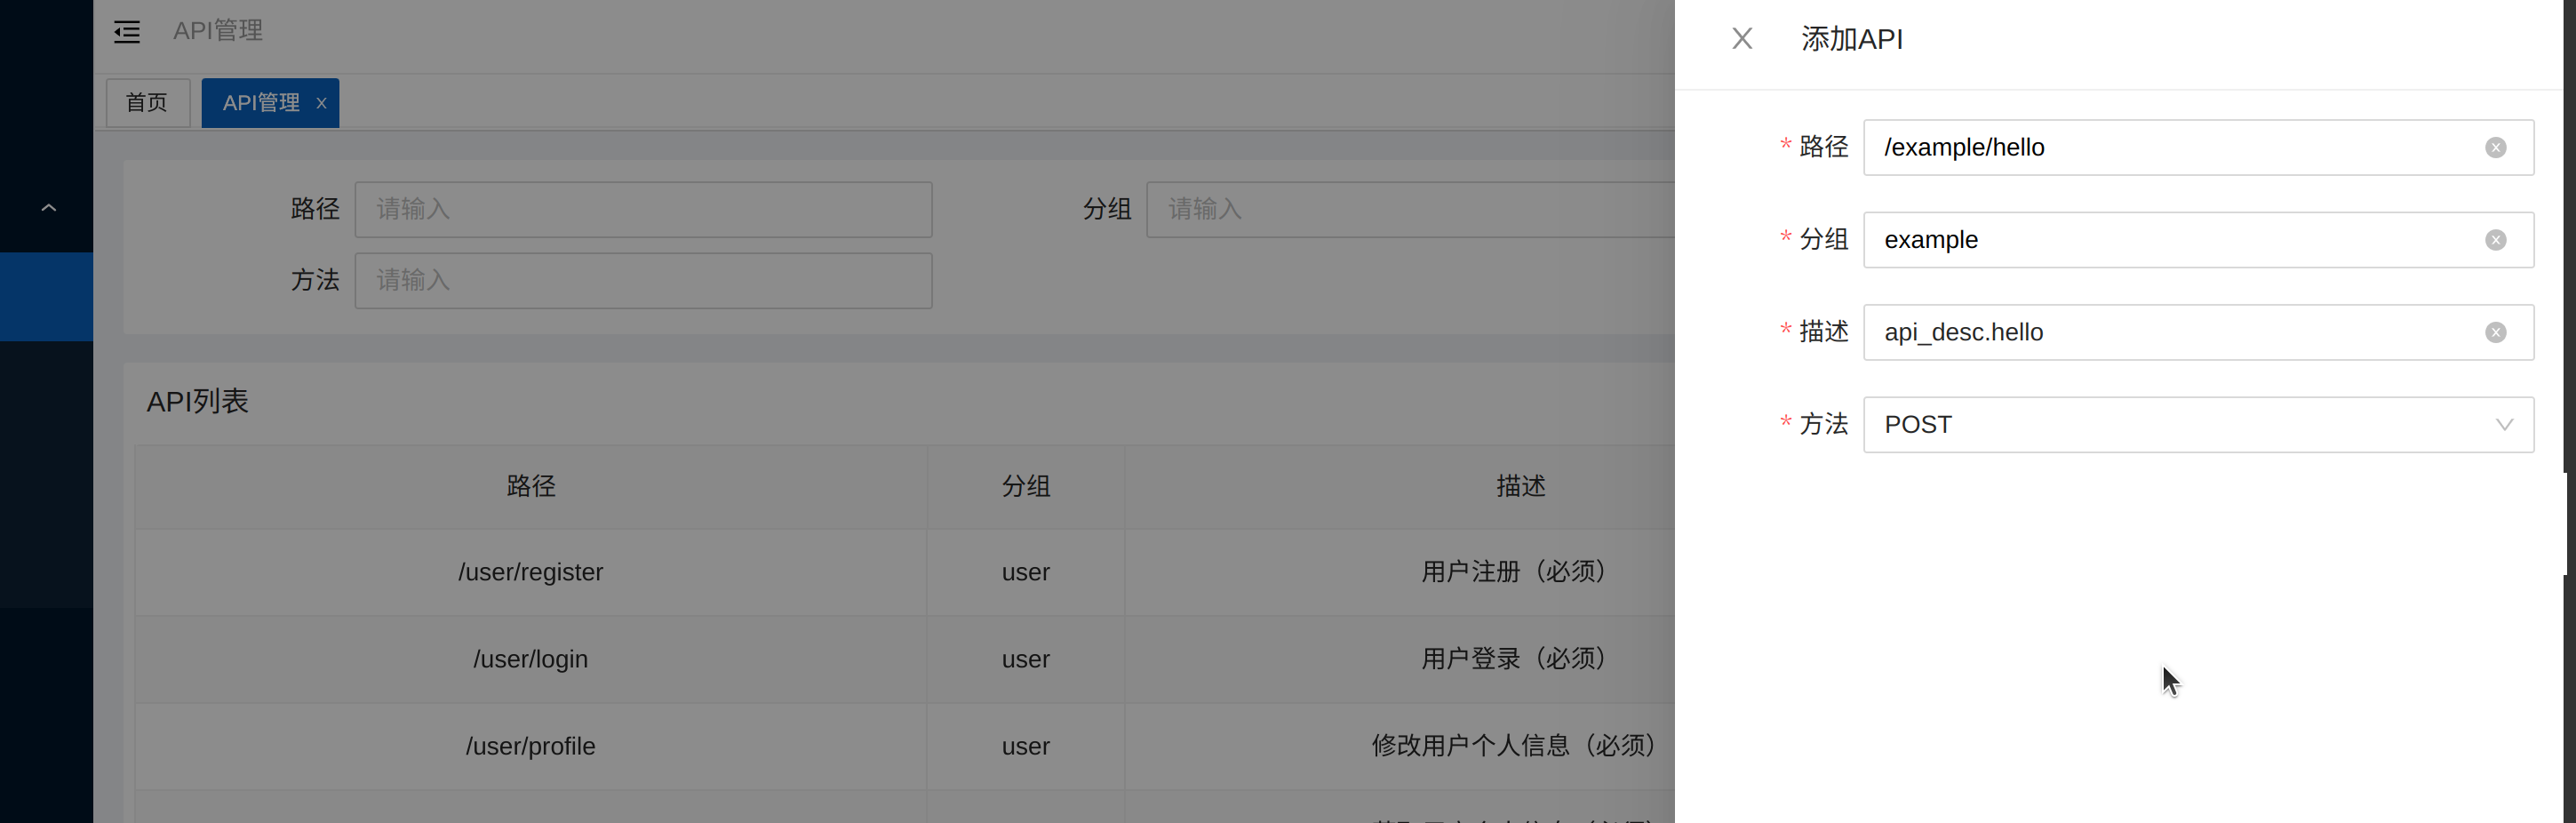 API管理
首页
API管理 x
路径 请输入
分组 请输入
方法 请输入
API列表
路径 分组 描述
/user/register user 用户注册（必须）
/user/login user 用户登录（必须）
/user/profile user 修改用户个人信息（必须）
添加API
* 路径 /example/hello
* 分组 example
* 描述 api_desc.hello
* 方法 POST